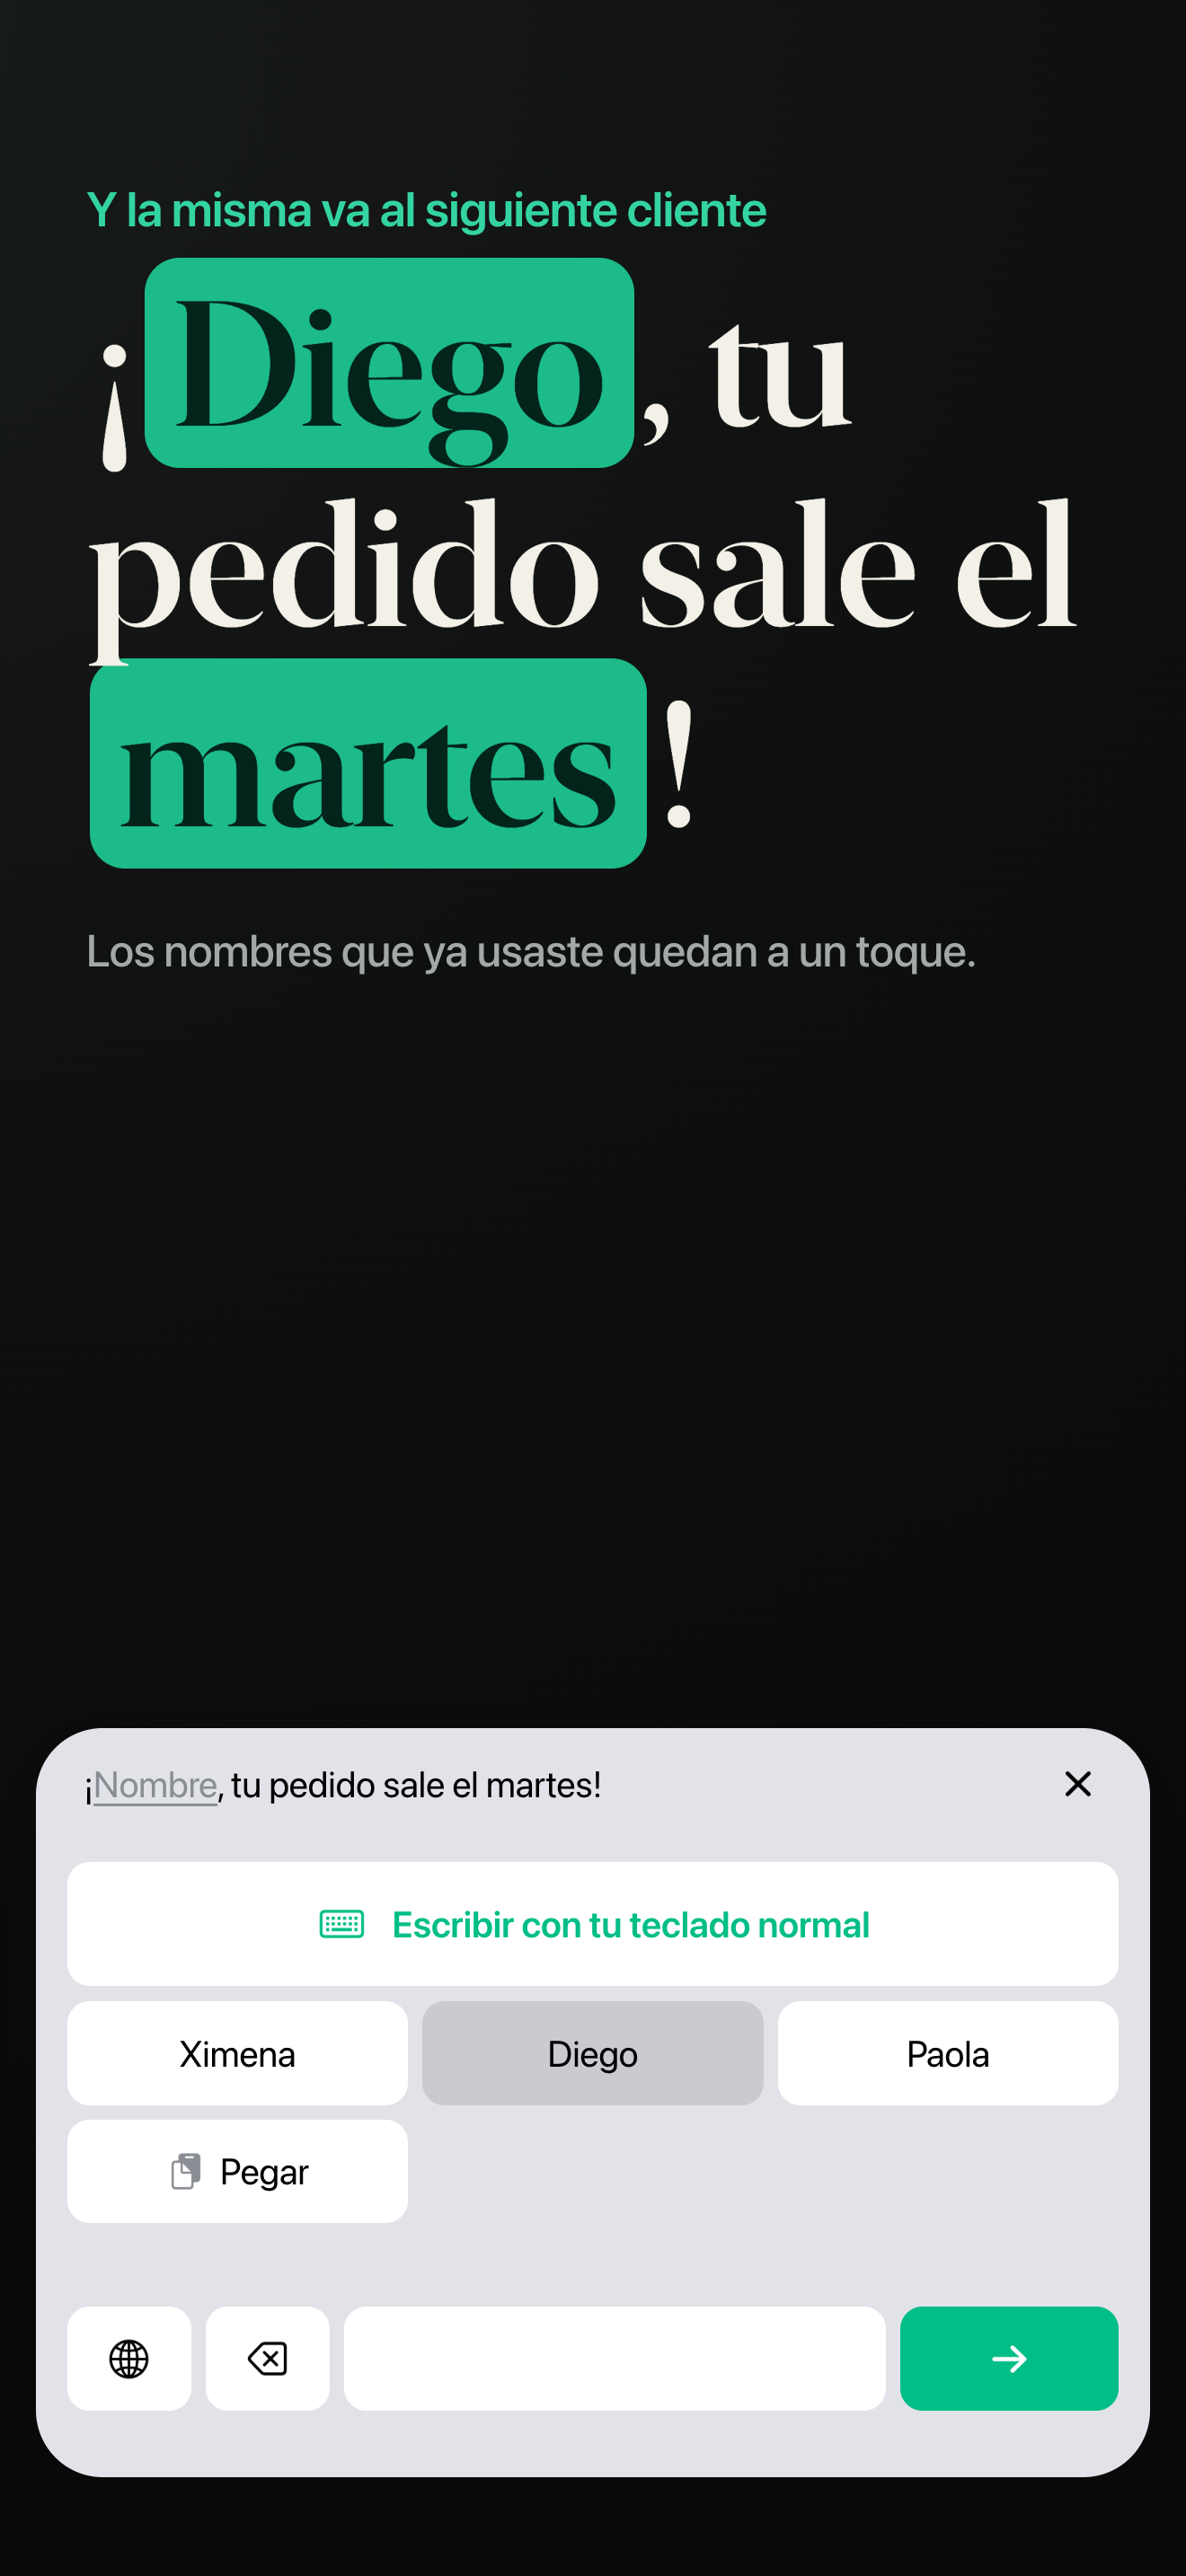 Y la misma va al siguiente cliente
¡Diego, tu
pedido sale el
martes!
Los nombres que ya usaste quedan a un toque.
¡Nombre, tu pedido sale el martes!
Escribir con tu teclado normal
Ximena
Diego
Paola
Pegar